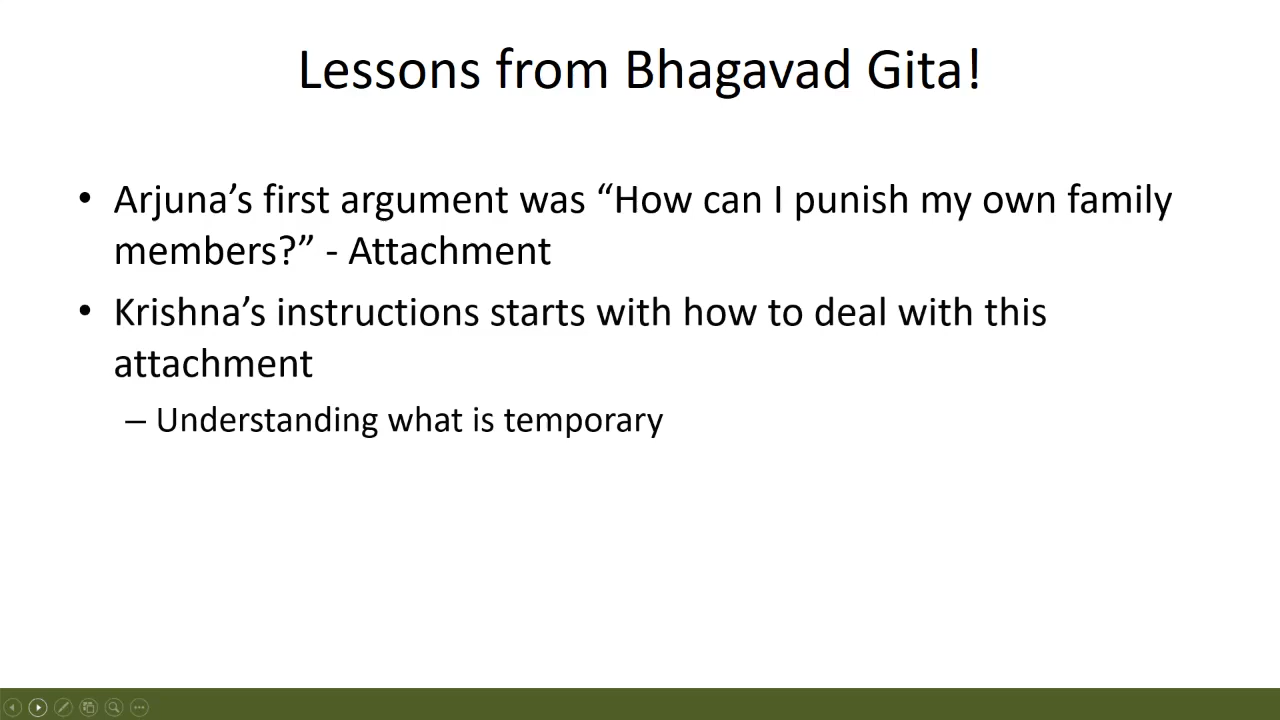 Lessons from Bhagavad Gita!
• Arjuna’s first argument was “How can I punish my own family
members?” - Attachment
• Krishna’s instructions starts with how to deal with this
attachment
– Understanding what is temporary